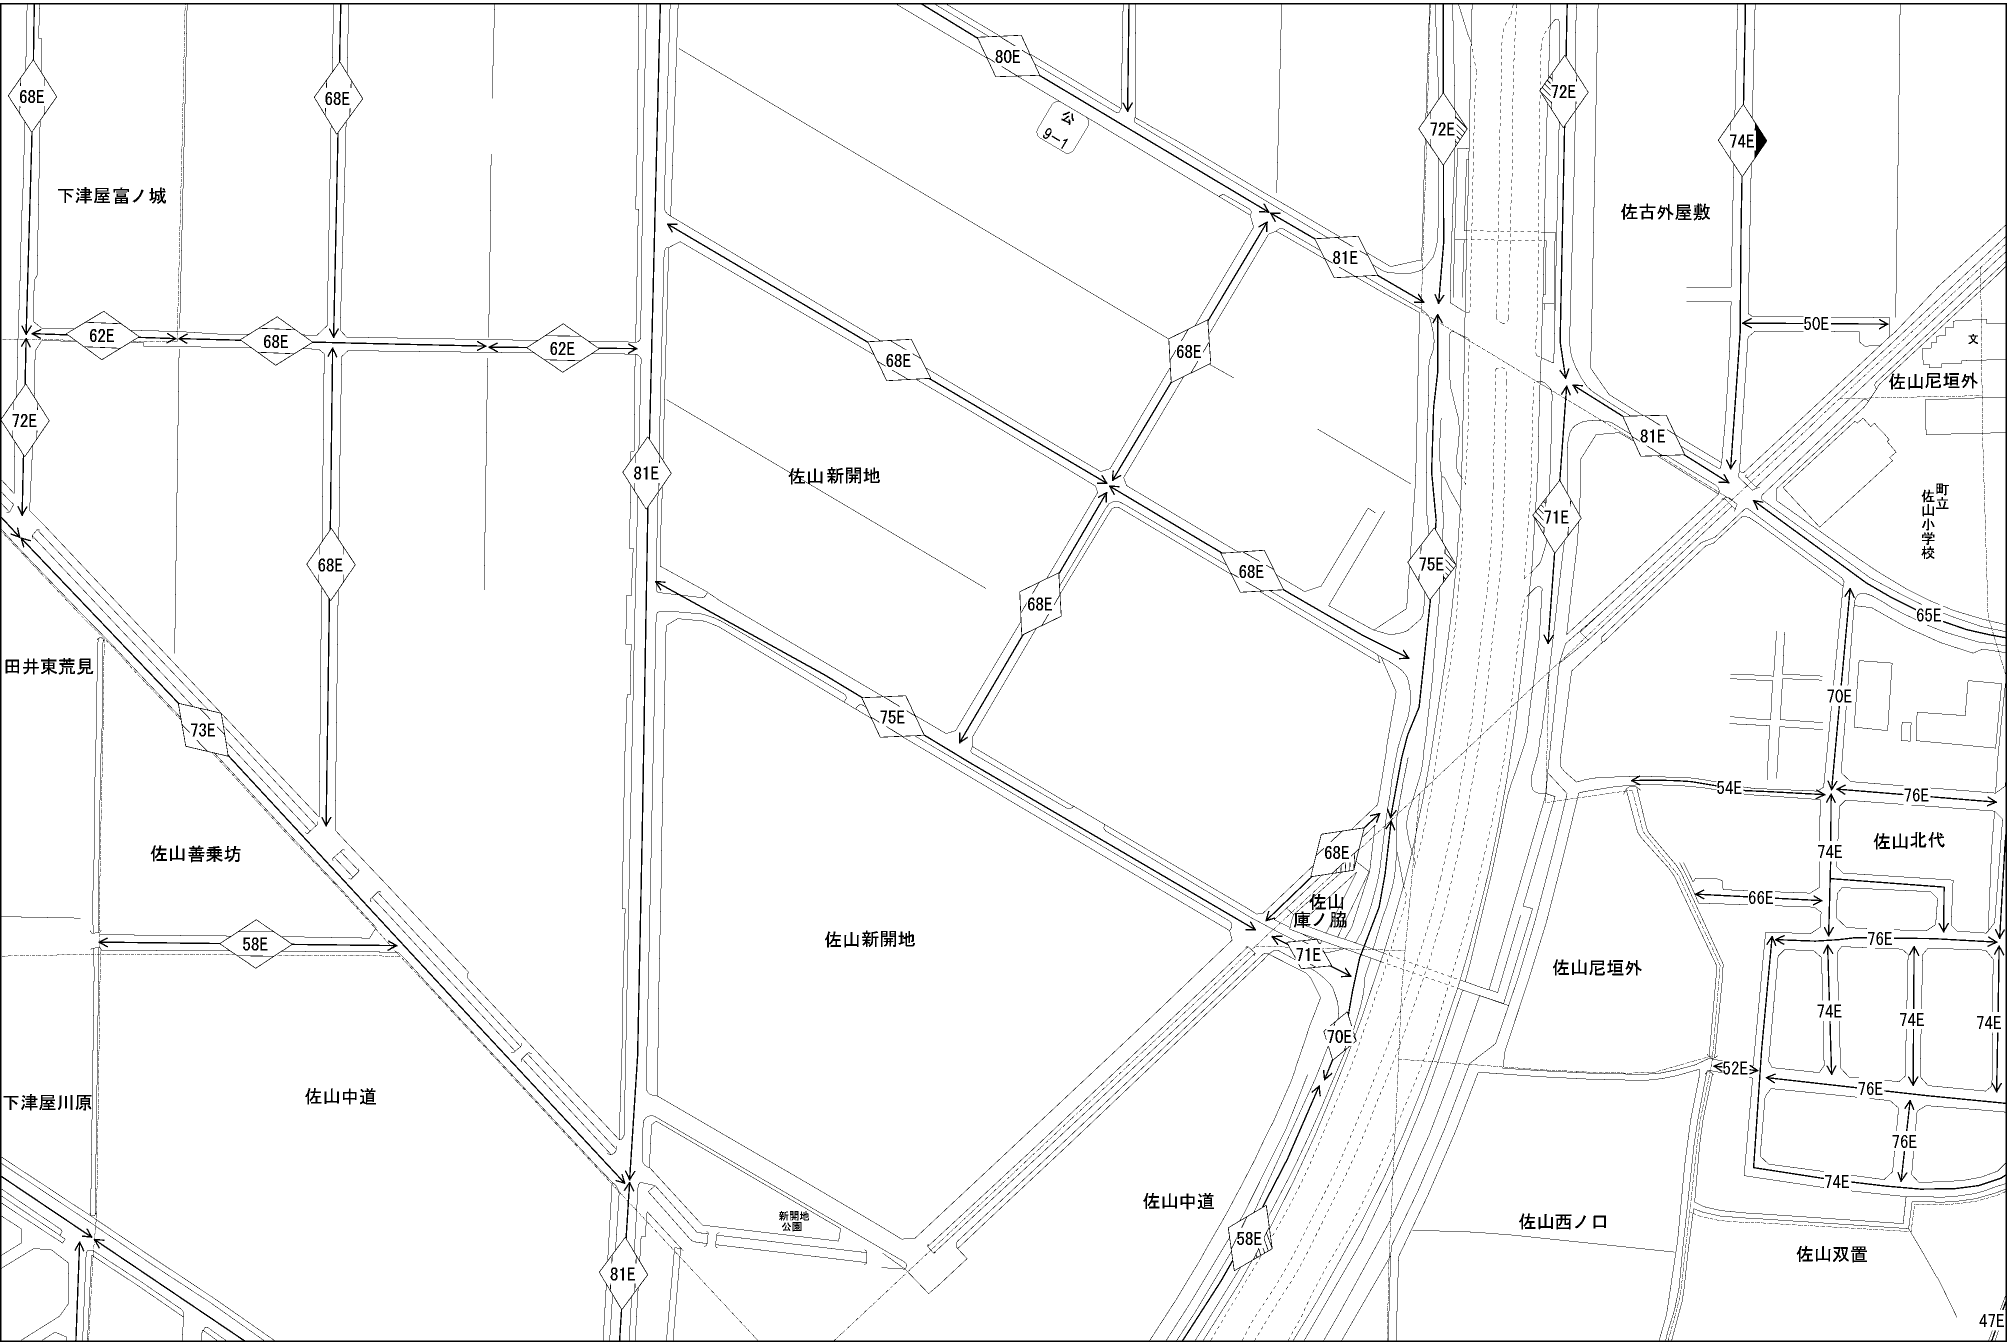 80E
公
9-1
68E
68E
72E
72E
74E
下津屋富ノ城
佐古外屋敷
81E
62E
68E
62E
68E
68E
50E
文
佐山尼垣外
72E
81E
81E
佐山新開地
町立
佐山小学校
71E
68E
68E
75E
68E
65E
田井東荒見
70E
73E
75E
54E
76E
佐山善乗坊
68E
74E
佐山北代
66E
佐山
庫ノ脇
58E
佐山新開地
71E
76E
佐山尼垣外
74E
74E
74E
70E
52E
76E
下津屋川原
佐山中道
76E
74E
佐山中道
新開地
公園
佐山西ノ口
58E
佐山双置
81E
47E